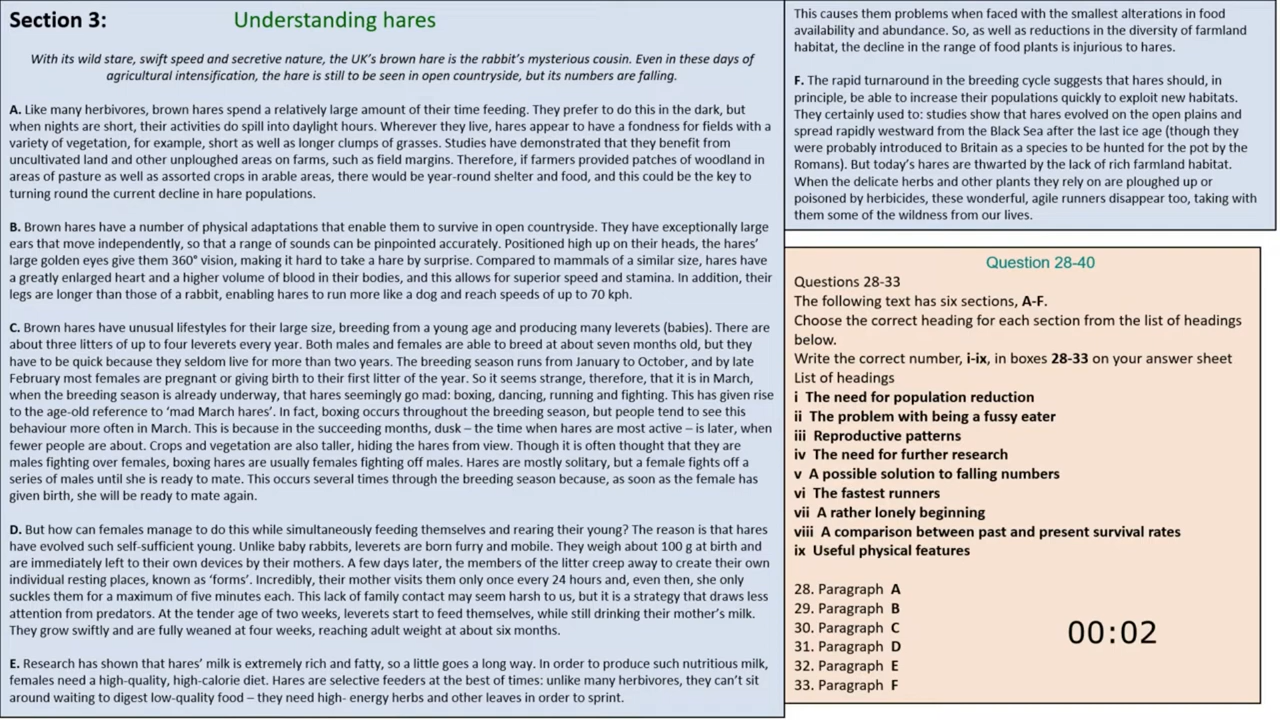 Section 3: Understanding hares
With its wild stare, swift speed and secretive nature, the UK's brown hare is the rabbit's mysterious cousin. Even in these days of
agricultural intensification, the hare is still to be seen in open countryside, but its numbers are falling.
A. Like many herbivores, brown hares spend a relatively large amount of their time feeding. They prefer to do this in the dark, but
when nights are short, their activities do spill into daylight hours. Wherever they live, hares appear to have a fondness for fields with a
variety of vegetation, for example, short as well as longer clumps of grasses. Studies have demonstrated that they benefit from
uncultivated land and other unploughed areas on farms, such as field margins. Therefore, if farmers provided patches of woodland in
areas of pasture as well as assorted crops in arable areas, there would be year-round shelter and food, and this could be the key to
turning round the current decline in hare populations.
B. Brown hares have a number of physical adaptations that enable them to survive in open countryside. They have exceptionally large
ears that move independently, so that a range of sounds can be pinpointed accurately. Positioned high up on their heads, the hares'
large golden eyes give them 360° vision, making it hard to take a hare by surprise. Compared to mammals of a similar size, hares have
a greatly enlarged heart and a higher volume of blood in their bodies, and this allows for superior speed and stamina. In addition, their
legs are longer than those of a rabbit, enabling hares to run more like a dog and reach speeds of up to 70 kph.
C. Brown hares have unusual lifestyles for their large size, breeding from a young age and producing many leverets (babies). There are
about three litters of up to four leverets every year. Both males and females are able to breed at about seven months old, but they
have to be quick because they seldom live for more than two years. The breeding season runs from January to October, and by late
February most females are pregnant or giving birth to their first litter of the year. So it seems strange, therefore, that it is in March,
when the breeding season is already underway, that hares seemingly go mad: boxing, dancing, running and fighting. This has given rise
to the age-old reference to 'mad March hares'. In fact, boxing occurs throughout the breeding season, but people tend to see this
behaviour more often in March. This is because in the succeeding months, dusk – the time when hares are most active – is later, when
fewer people are about. Crops and vegetation are also taller, hiding the hares from view. Though it is often thought that they are
males fighting over females, boxing hares are usually females fighting off males. Hares are mostly solitary, but a female fights off a
series of males until she is ready to mate. This occurs several times through the breeding season because, as soon as the female has
given birth, she will be ready to mate again.
D. But how can females manage to do this while simultaneously feeding themselves and rearing their young? The reason is that hares
have evolved such self-sufficient young. Unlike baby rabbits, leverets are born furry and mobile. They weigh about 100 g at birth and
are immediately left to their own devices by their mothers. A few days later, the members of the litter creep away to create their own
individual resting places, known as 'forms'. Incredibly, their mother visits them only once every 24 hours and, even then, she only
suckles them for a maximum of five minutes each. This lack of family contact may seem harsh to us, but it is a strategy that draws less
attention from predators. At the tender age of two weeks, leverets start to feed themselves, while still drinking their mother's milk.
They grow swiftly and are fully weaned at four weeks, reaching adult weight at about six months.
E. Research has shown that hares' milk is extremely rich and fatty, so a little goes a long way. In order to produce such nutritious milk,
females need a high-quality, high-calorie diet. Hares are selective feeders at the best of times: unlike many herbivores, they can't sit
around waiting to digest low-quality food – they need high- energy herbs and other leaves in order to sprint.
This causes them problems when faced with the smallest alterations in food
availability and abundance. So, as well as reductions in the diversity of farmland
habitat, the decline in the range of food plants is injurious to hares.
F. The rapid turnaround in the breeding cycle suggests that hares should, in
principle, be able to increase their populations quickly to exploit new habitats.
They certainly used to: studies show that hares evolved on the open plains and
spread rapidly westward from the Black Sea after the last ice age (though they
were probably introduced to Britain as a species to be hunted for the pot by the
Romans). But today's hares are thwarted by the lack of rich farmland habitat.
When the delicate herbs and other plants they rely on are ploughed up or
poisoned by herbicides, these wonderful, agile runners disappear too, taking with
them some of the wildness from our lives.
Question 28-40
Questions 28-33
The following text has six sections, A-F.
Choose the correct heading for each section from the list of headings
below.
Write the correct number, i-ix, in boxes 28-33 on your answer sheet
List of headings
i The need for population reduction
ii The problem with being a fussy eater
iii Reproductive patterns
iv The need for further research
v A possible solution to falling numbers
vi The fastest runners
vii A rather lonely beginning
viii A comparison between past and present survival rates
ix Useful physical features
28. Paragraph A
29. Paragraph B
30. Paragraph C
31. Paragraph D
32. Paragraph E
33. Paragraph F
00:02